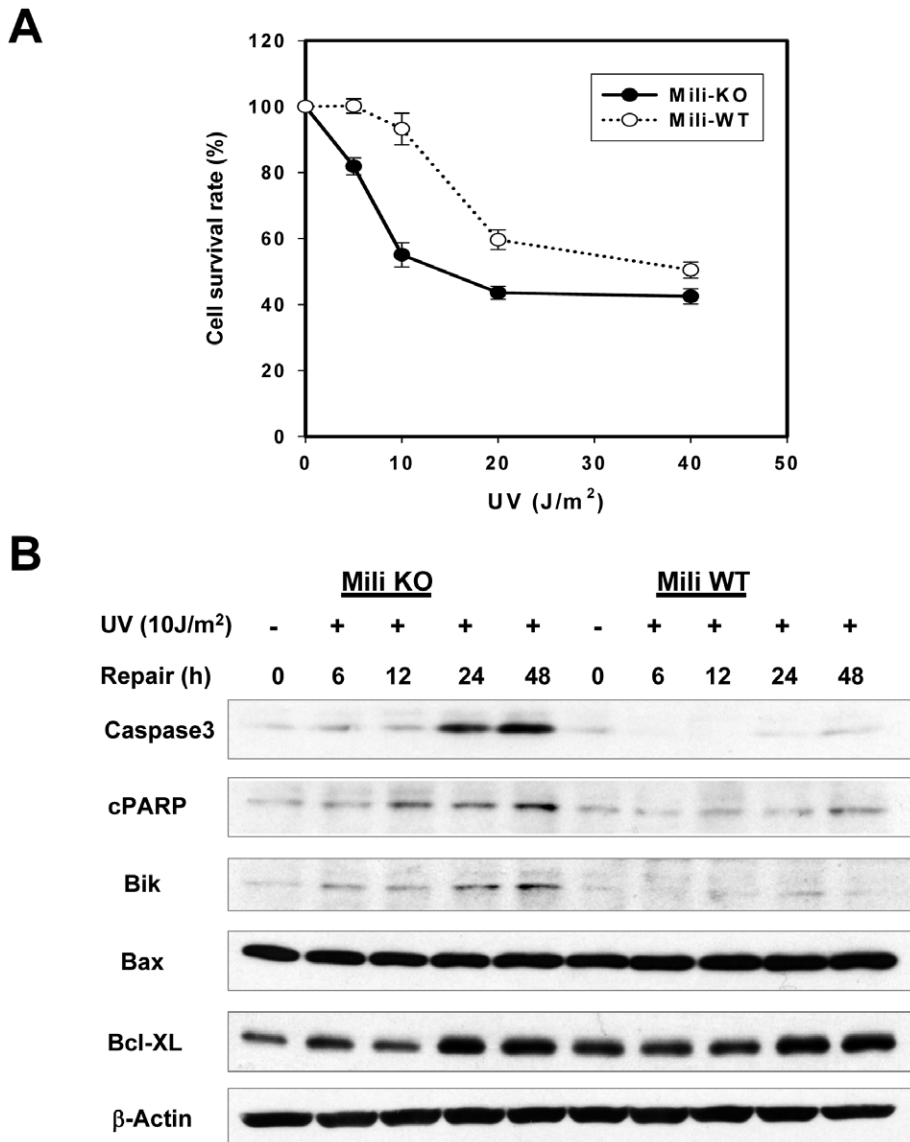 A
120
100
80
60
40
20
0
Cell survival rate (%)
Mili-KO
Mili-WT
0 10 20 30 40 50
UV (J/m²)
B
Mili KO Mili WT
UV (10J/m²) - + + + + - + + + +
Repair (h) 0 6 12 24 48 0 6 12 24 48
Caspase3
cPARP
Bik
Bax
Bcl-XL
β-Actin